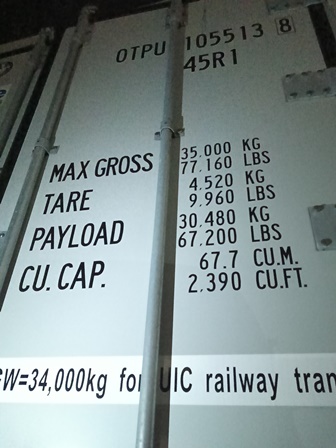 OTPU 105513 8
45R1
MAX GROSS 35.000 KG
77.160 LBS
TARE 4.520 KG
9.960 LBS
PAYLOAD 30.480 KG
67.200 LBS
CU. CAP. 67.7 CU.M.
2.390 CU.FT.
W=34,000kg for UIC railway tran